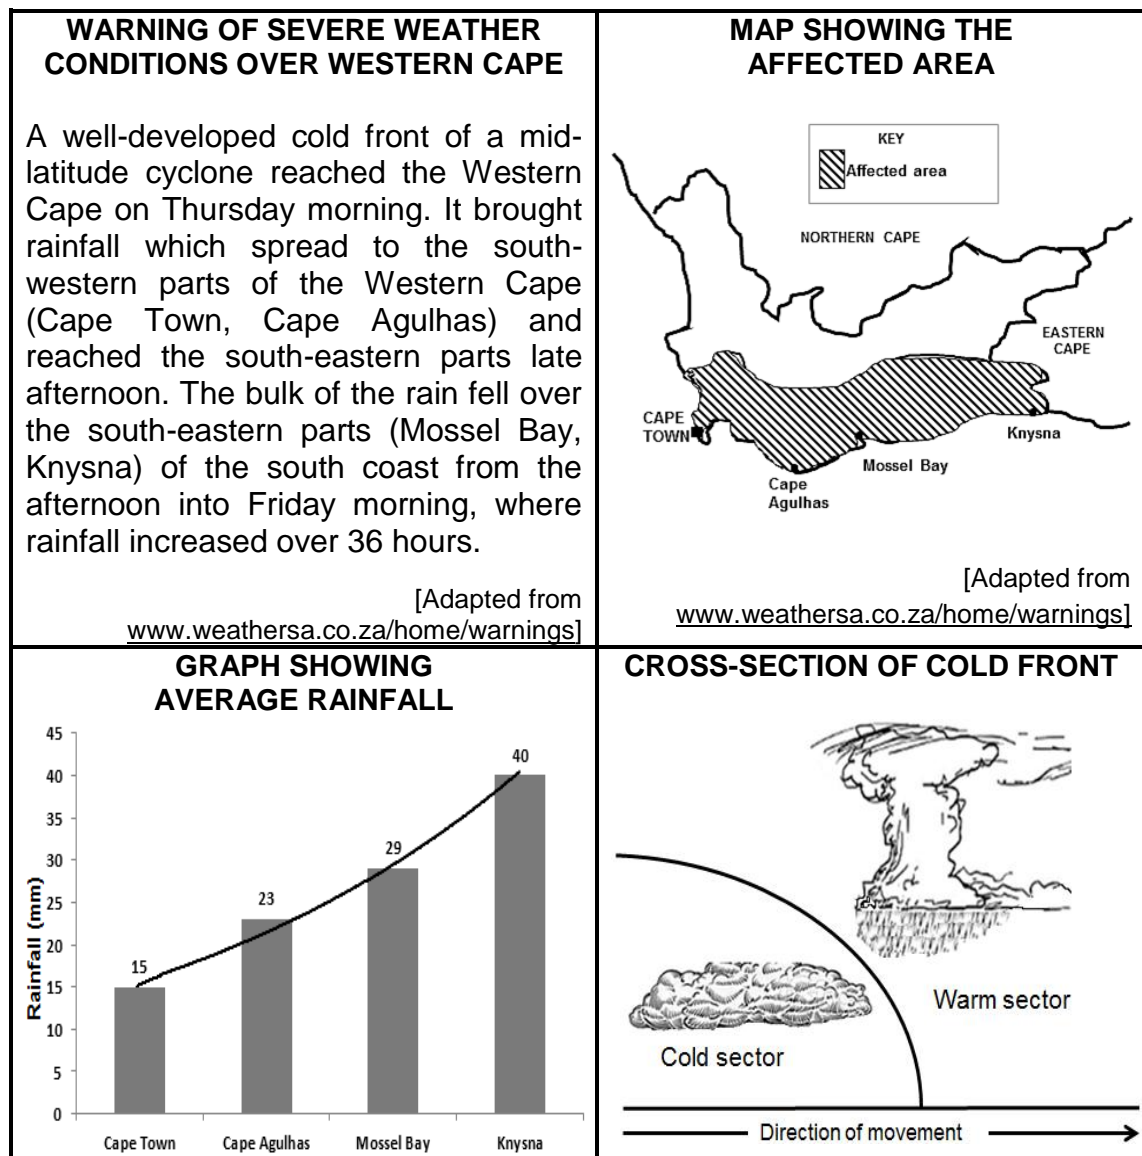 WARNING OF SEVERE WEATHER
CONDITIONS OVER WESTERN CAPE
A well-developed cold front of a mid-
latitude cyclone reached the Western
Cape on Thursday morning. It brought
rainfall which spread to the south-
western parts of the Western Cape
(Cape Town, Cape Agulhas) and
reached the south-eastern parts late
afternoon. The bulk of the rain fell over
the south-eastern parts (Mossel Bay,
Knysna) of the south coast from the
afternoon into Friday morning, where
rainfall increased over 36 hours.
[Adapted from
www.weathersa.co.za/home/warnings]
MAP SHOWING THE
AFFECTED AREA
KEY
Affected area
NORTHERN CAPE
EASTERN
CAPE
CAPE
TOWN
Knysna
Mossel Bay
Cape
Agulhas
[Adapted from
www.weathersa.co.za/home/warnings]
GRAPH SHOWING
AVERAGE RAINFALL
Rainfall (mm)
45
40
35
30
25
20
15
10
5
0
15
23
29
40
Cape Town
Cape Agulhas
Mossel Bay
Knysna
CROSS-SECTION OF COLD FRONT
Warm sector
Cold sector
Direction of movement